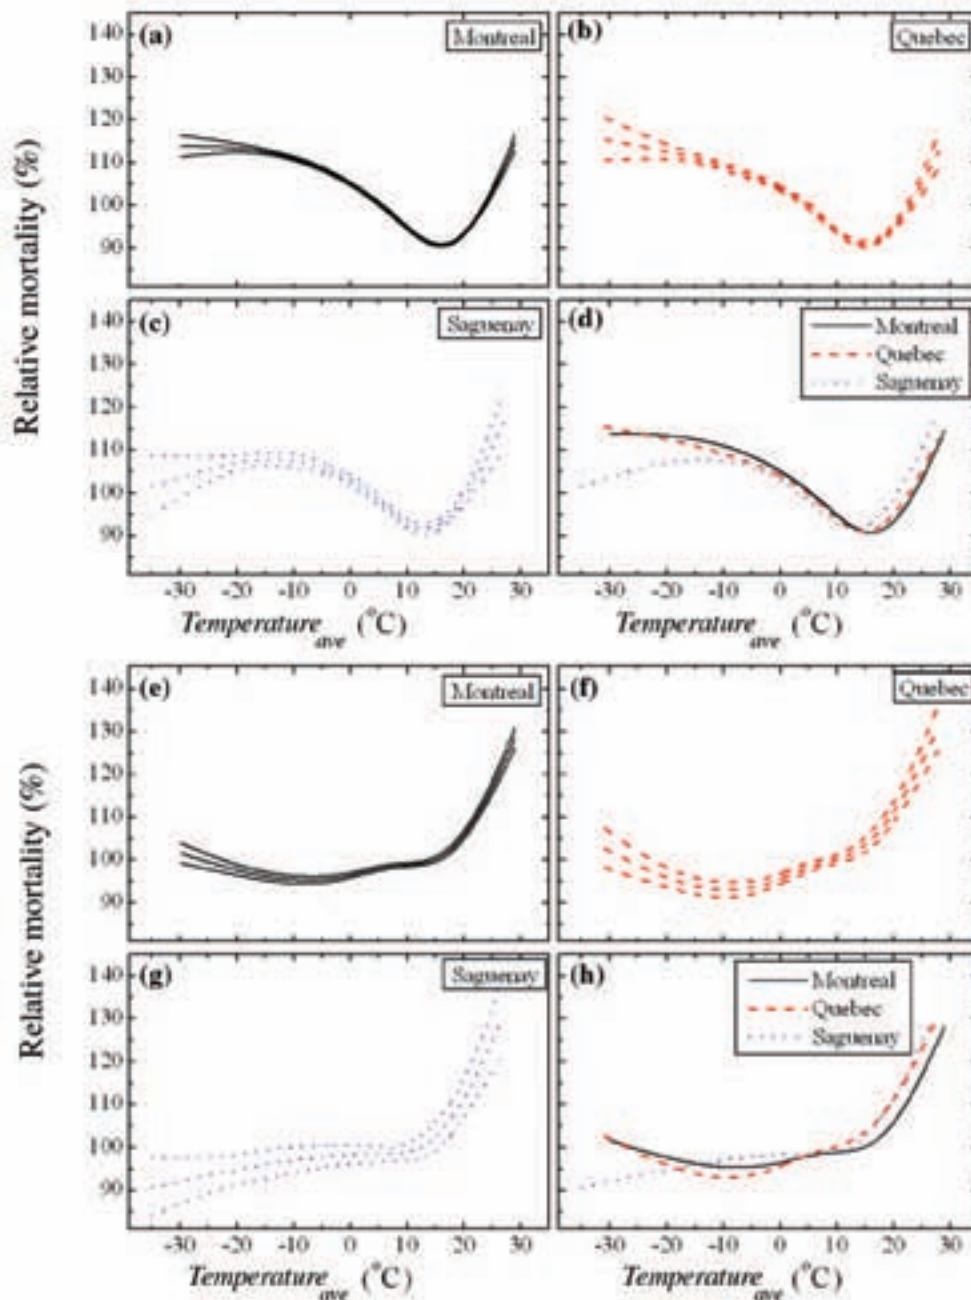 Relative mortality (%)
140
130
120
110
100
90
(a)
Montreal
(b)
Quebec
140
130
120
110
100
90
(c)
Saguenay
(d)
Montreal
Quebec
Saguenay
-30 -20 -10 0 10 20 30
-30 -20 -10 0 10 20 30
Temperature ave (°C)
Temperature ave (°C)
Relative mortality (%)
140
130
120
110
100
90
(e)
Montreal
(f)
Quebec
140
130
120
110
100
90
(g)
Saguenay
(h)
Montreal
Quebec
Saguenay
-30 -20 -10 0 10 20 30
-30 -20 -10 0 10 20 30
Temperature ave (°C)
Temperature ave (°C)